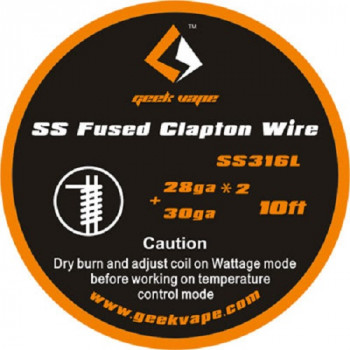 TM
geek vape
SS Fused Clapton Wire
SS316L
28ga * 2
+ 30ga 10ft
Caution
Dry burn and adjust coil on Wattage mode
before working on temperature
control mode
www.geekvape.com